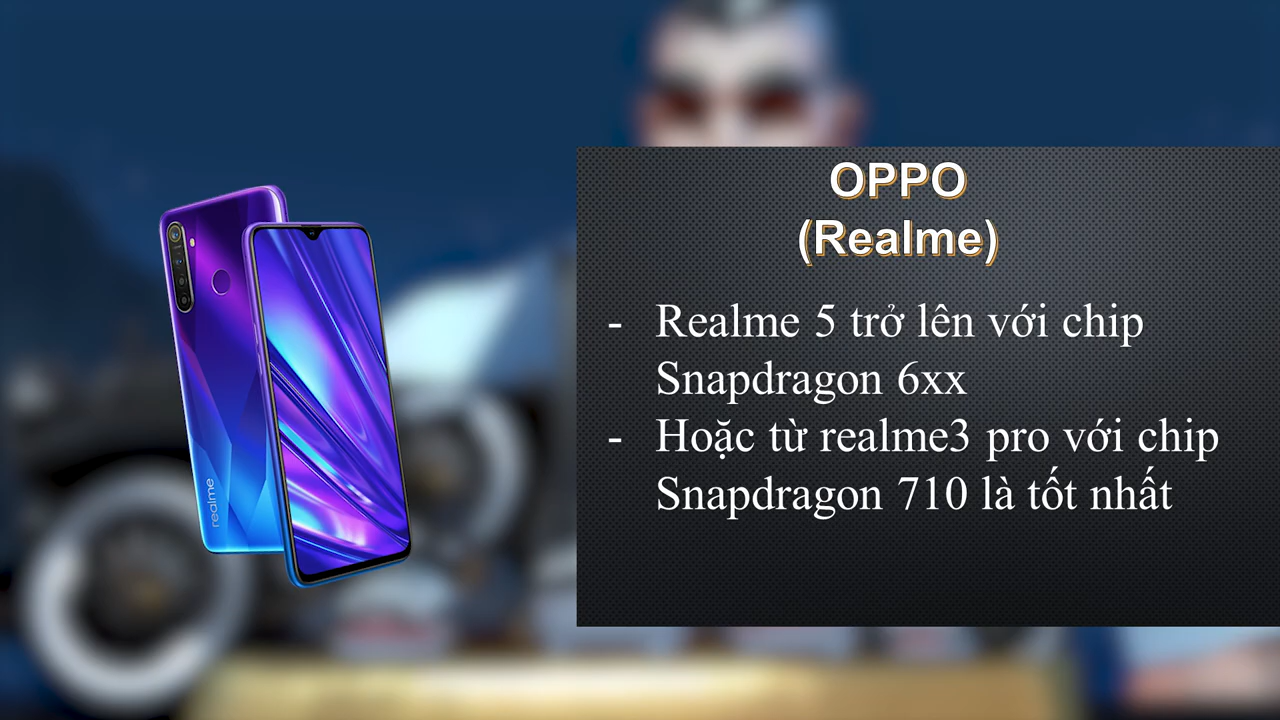 OPPO
(Realme)
- Realme 5 trở lên với chip
Snapdragon 6xx
- Hoặc từ realme3 pro với chip
Snapdragon 710 là tốt nhất
realme